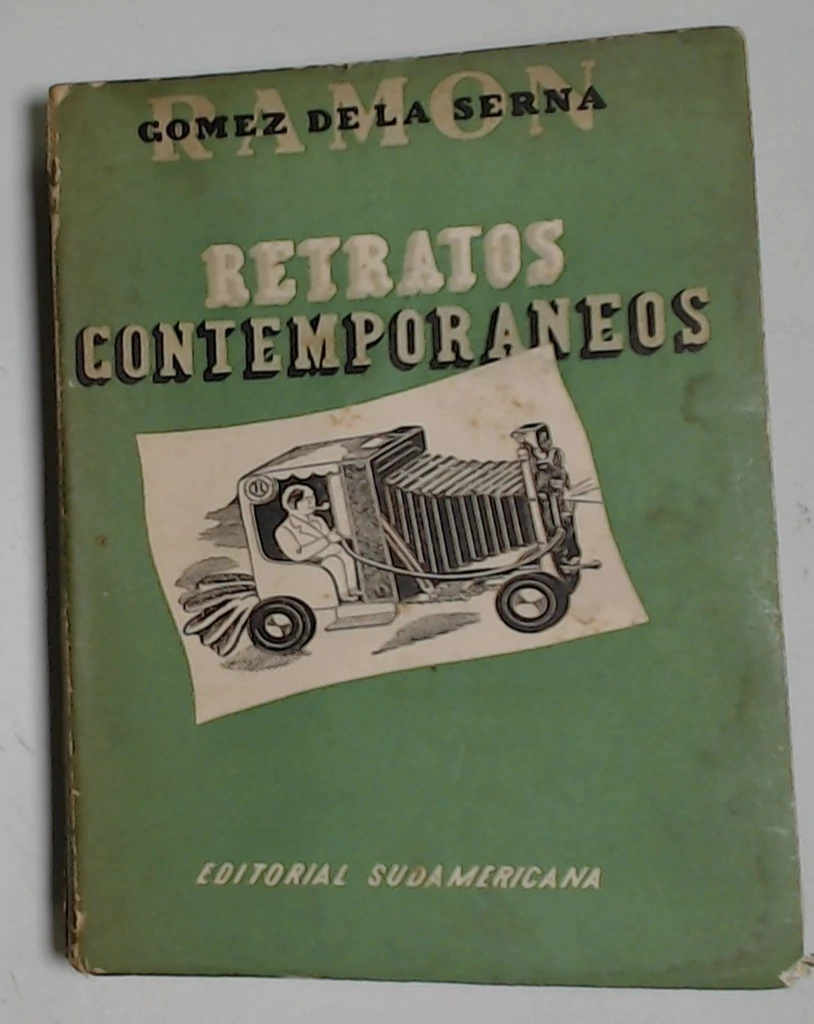 RAMON
GOMEZ DE LA SERNA
RETRATOS
CONTEMPORANEOS
EDITORIAL SUDAMERICANA